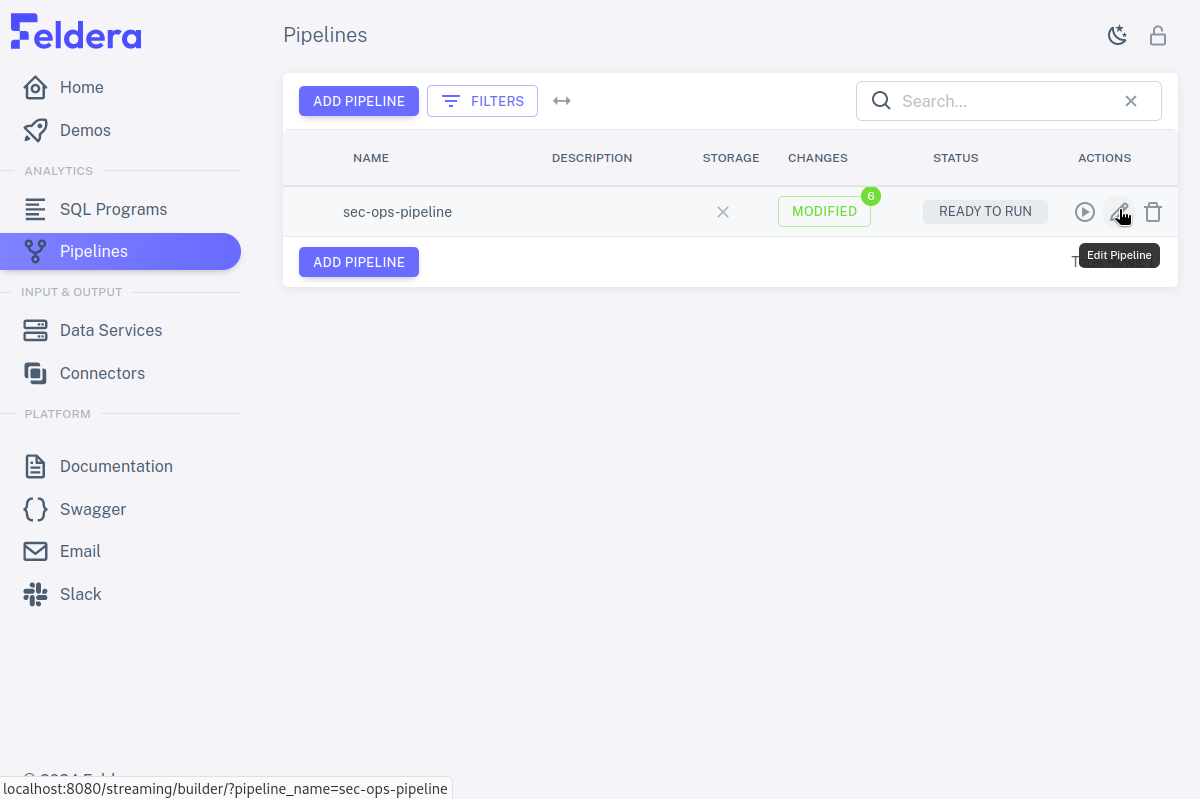 Feldera
Home
Demos
ANALYTICS
SQL Programs
Pipelines
INPUT & OUTPUT
Data Services
Connectors
PLATFORM
Documentation
Swagger
Email
Slack
Pipelines
ADD PIPELINE
FILTERS
Search...
NAME DESCRIPTION STORAGE CHANGES STATUS ACTIONS
sec-ops-pipeline MODIFIED 6 READY TO RUN
ADD PIPELINE
Edit Pipeline
localhost:8080/streaming/builder/?pipeline_name=sec-ops-pipeline